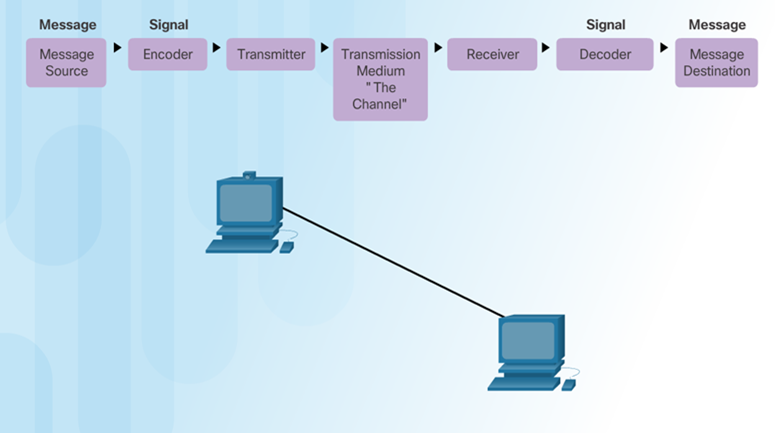 Message
Signal
Signal
Message
Message
Source
Encoder
Transmitter
Transmission
Medium
" The
Channel"
Receiver
Decoder
Message
Destination